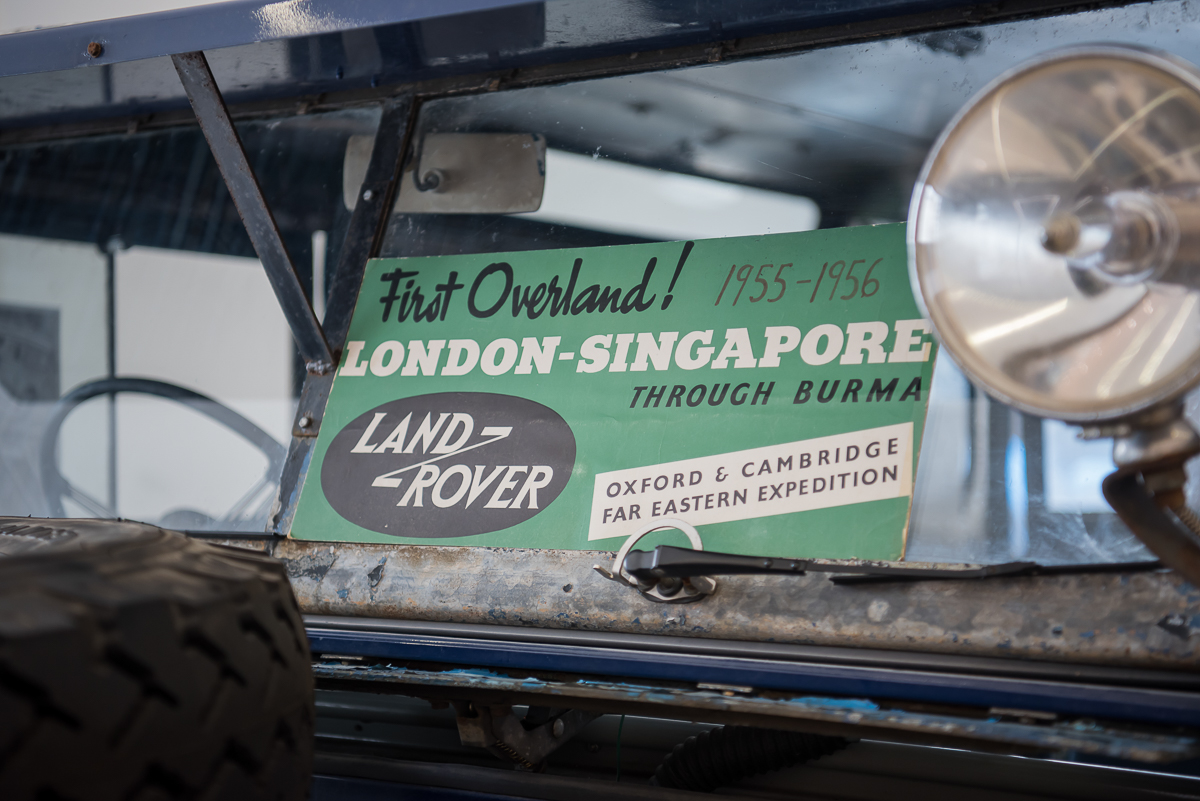 First Overland! 1955-1956
LONDON-SINGAPORE
THROUGH BURMA
LAND-
-ROVER
OXFORD & CAMBRIDGE
FAR EASTERN EXPEDITION